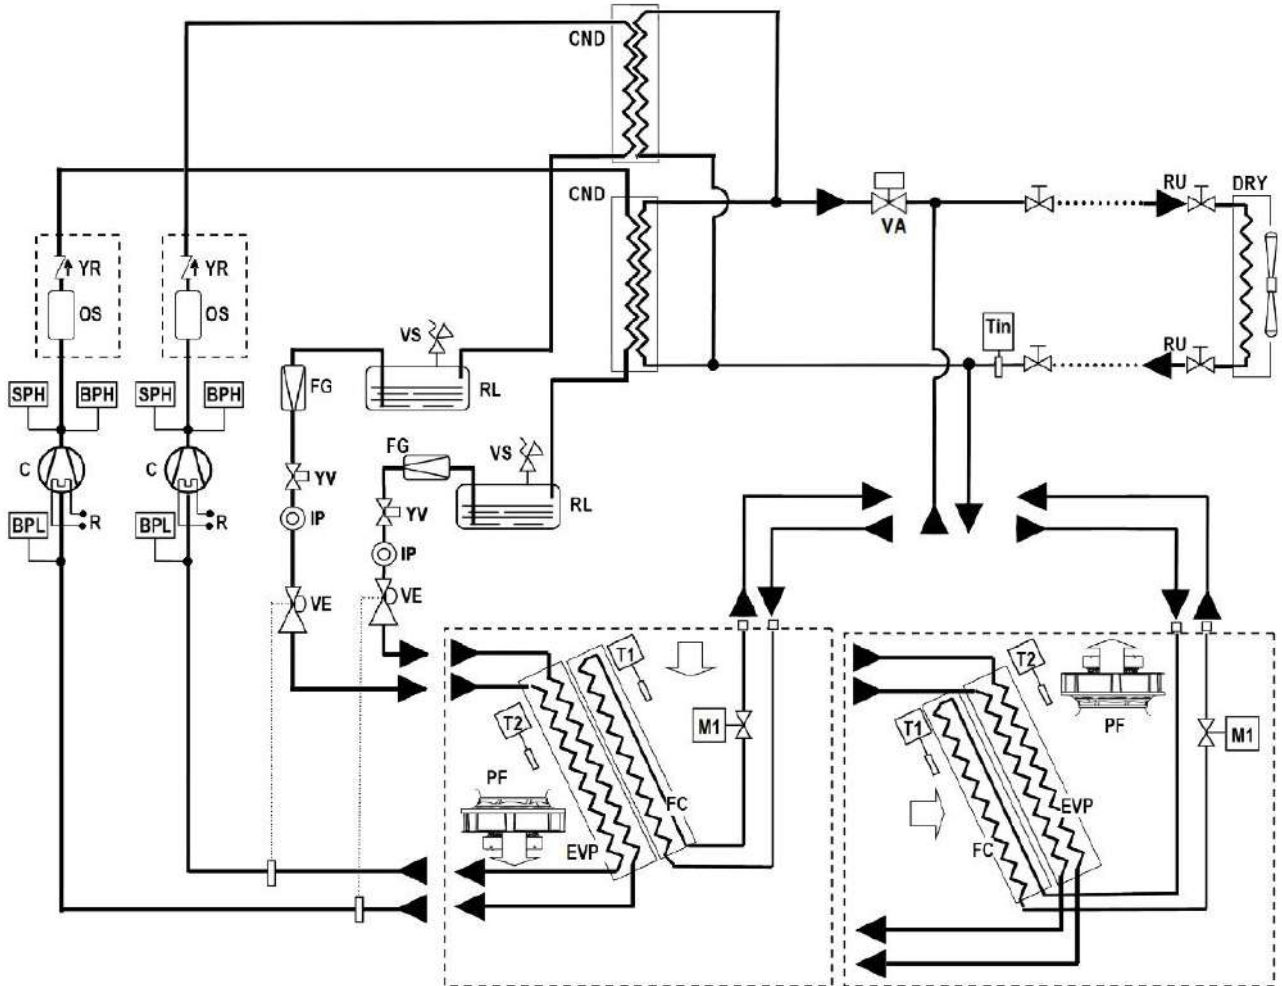 CND
CND
RU
DRY
VA
YR
YR
OS
OS
Tin
VS
RU
FG
RL
SPH
BPH
SPH
BPH
FG
VS
C
C
YV
RL
YV
BPL
R
BPL
R
IP
IP
VE
VE
T1
T2
T2
M1
T1
PF
M1
PF
FC
EVP
EVP
FC